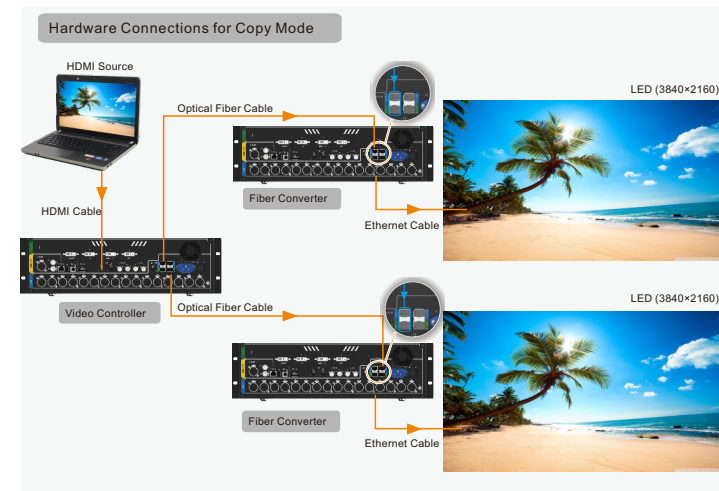 Hardware Connections for Copy Mode
HDMI Source
LED (3840×2160)
Optical Fiber Cable
Fiber Converter
HDMI Cable
Ethernet Cable
LED (3840×2160)
Video Controller
Optical Fiber Cable
Fiber Converter
Ethernet Cable